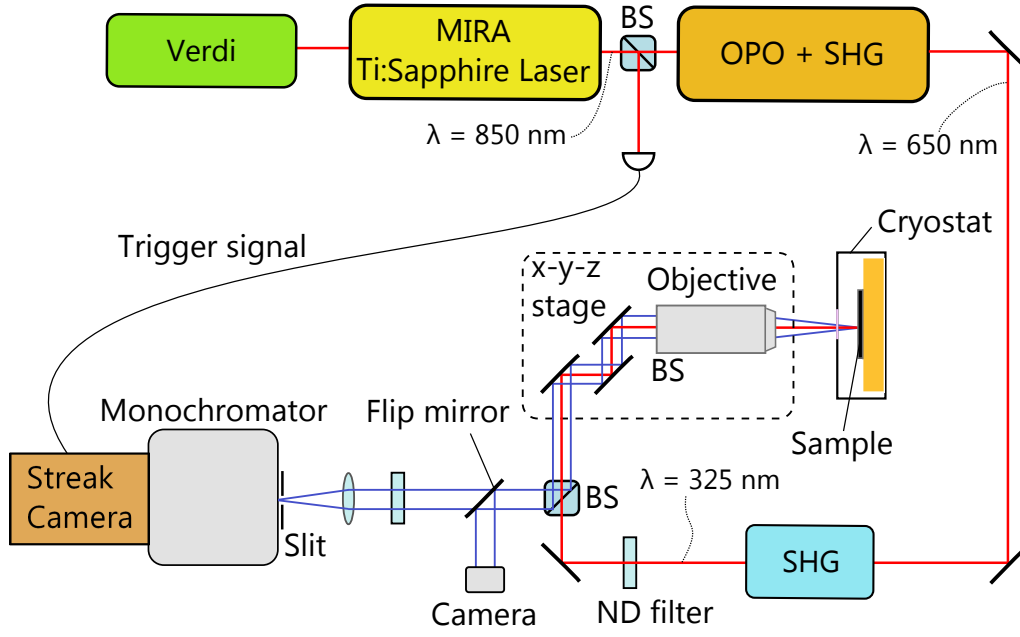 Verdi
MIRA
Ti:Sapphire Laser
BS
OPO + SHG
λ = 850 nm
λ = 650 nm
Trigger signal
Cryostat
x-y-z
stage
Objective
BS
Sample
Monochromator
Flip mirror
Streak
Camera
Slit
BS
λ = 325 nm
SHG
Camera
ND filter